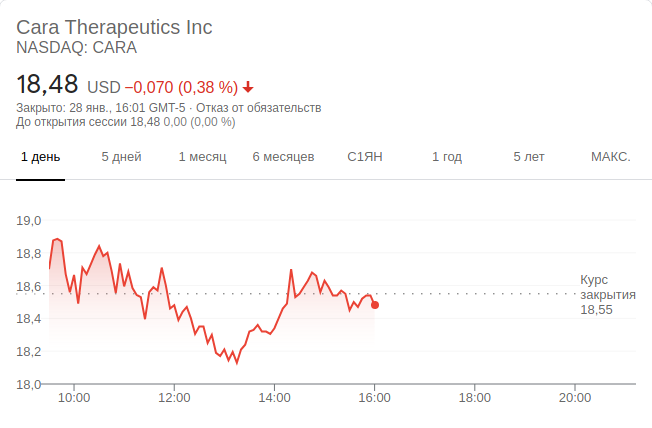 Cara Therapeutics Inc
NASDAQ: CARA
18,48 USD −0,070 (0,38 %)
Закрыто: 28 янв., 16:01 GMT-5 · Отказ от обязательств
До открытия сессии 18,48 0,00 (0,00 %)
1 день 5 дней 1 месяц 6 месяцев С1ЯН 1 год 5 лет МАКС.
19,0
18,8
18,6
18,4
18,2
18,0
Курс
закрытия
18,55
10:00 12:00 14:00 16:00 18:00 20:00